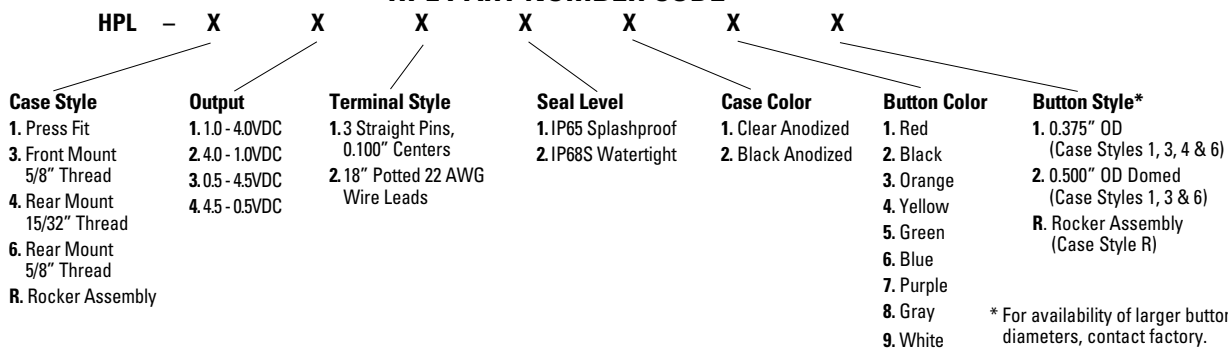 HPL – X X X X X X X
Case Style
1. Press Fit
3. Front Mount
5/8" Thread
4. Rear Mount
15/32" Thread
6. Rear Mount
5/8" Thread
R. Rocker Assembly
Output
1. 1.0 - 4.0VDC
2. 4.0 - 1.0VDC
3. 0.5 - 4.5VDC
4. 4.5 - 0.5VDC
Terminal Style
1. 3 Straight Pins,
0.100" Centers
2. 18" Potted 22 AWG
Wire Leads
Seal Level
1. IP65 Splashproof
2. IP68S Watertight
Case Color
1. Clear Anodized
2. Black Anodized
Button Color
1. Red
2. Black
3. Orange
4. Yellow
5. Green
6. Blue
7. Purple
8. Gray
9. White
Button Style*
1. 0.375" OD
(Case Styles 1, 3, 4 & 6)
2. 0.500" OD Domed
(Case Styles 1, 3 & 6)
R. Rocker Assembly
(Case Style R)
* For availability of larger button
diameters, contact factory.